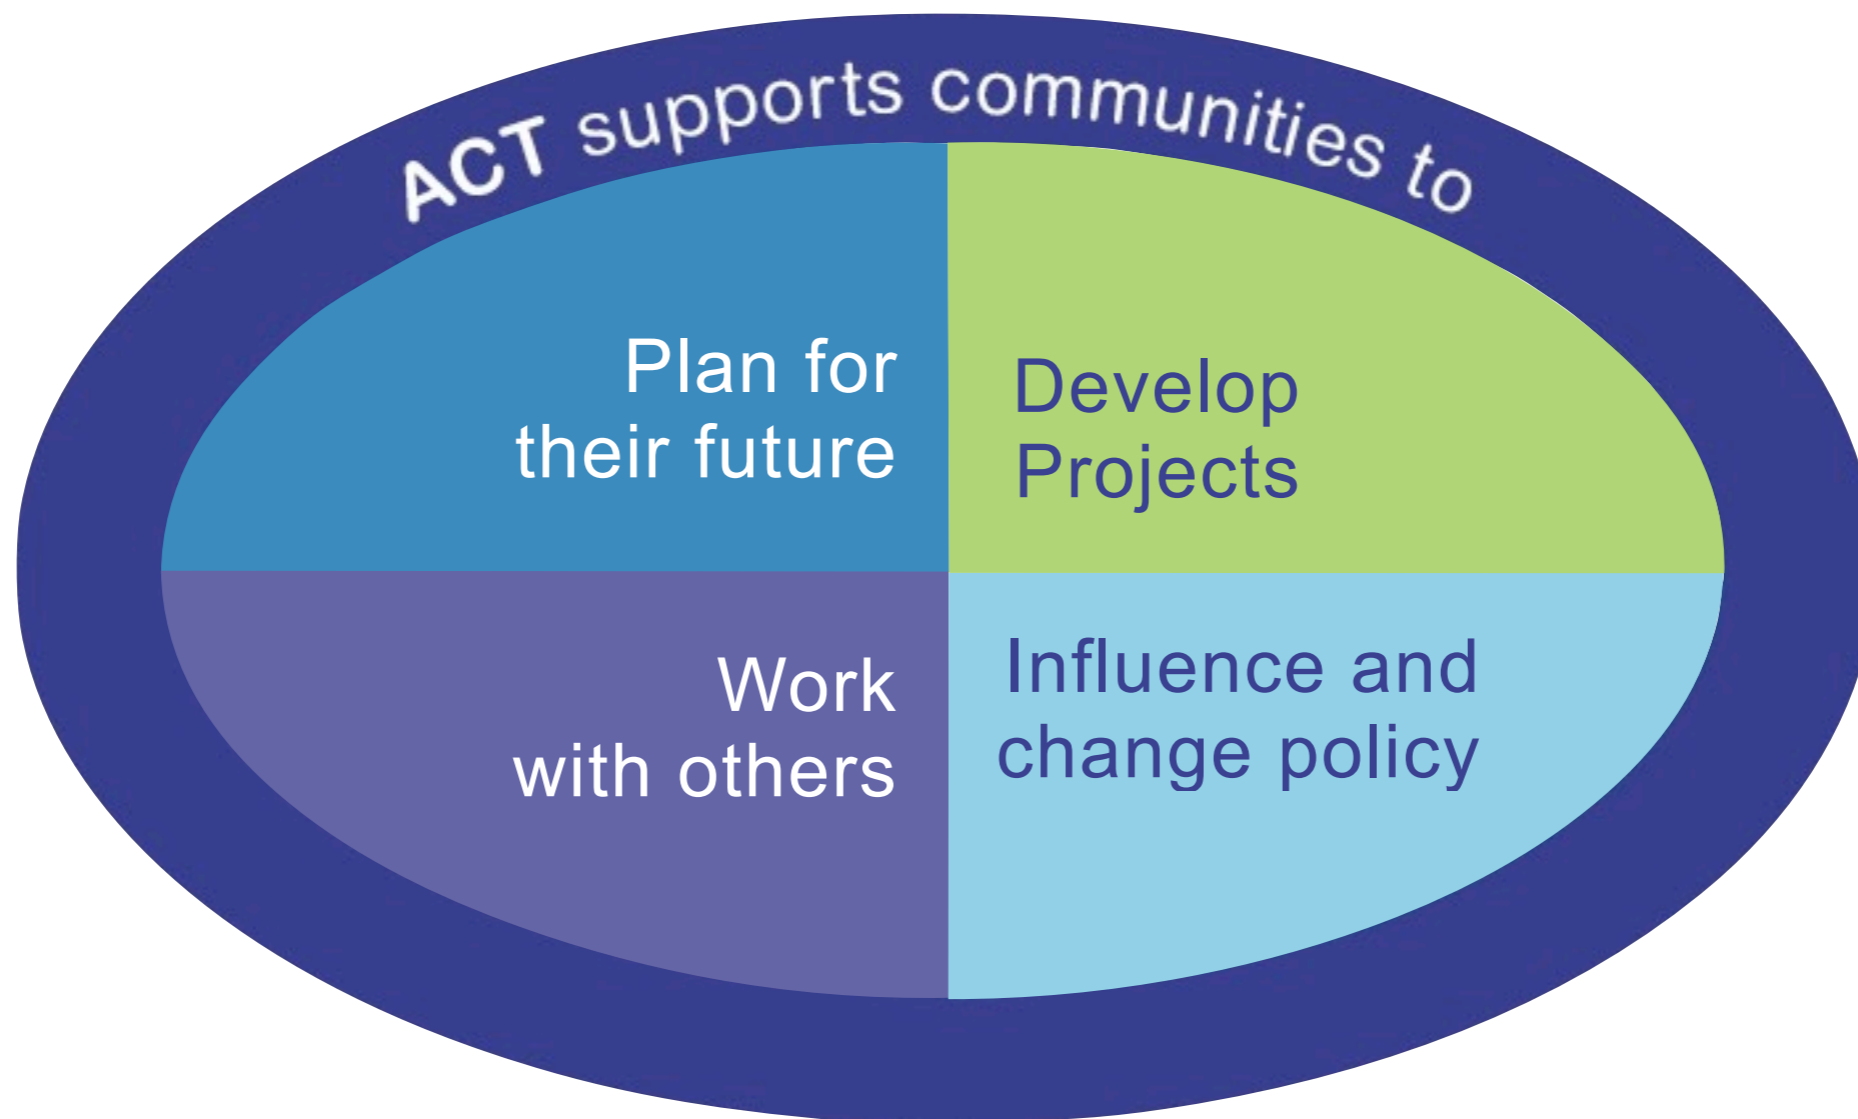 ACT supports communities to
Plan for
their future
Develop
Projects
Work
with others
Influence and
change policy